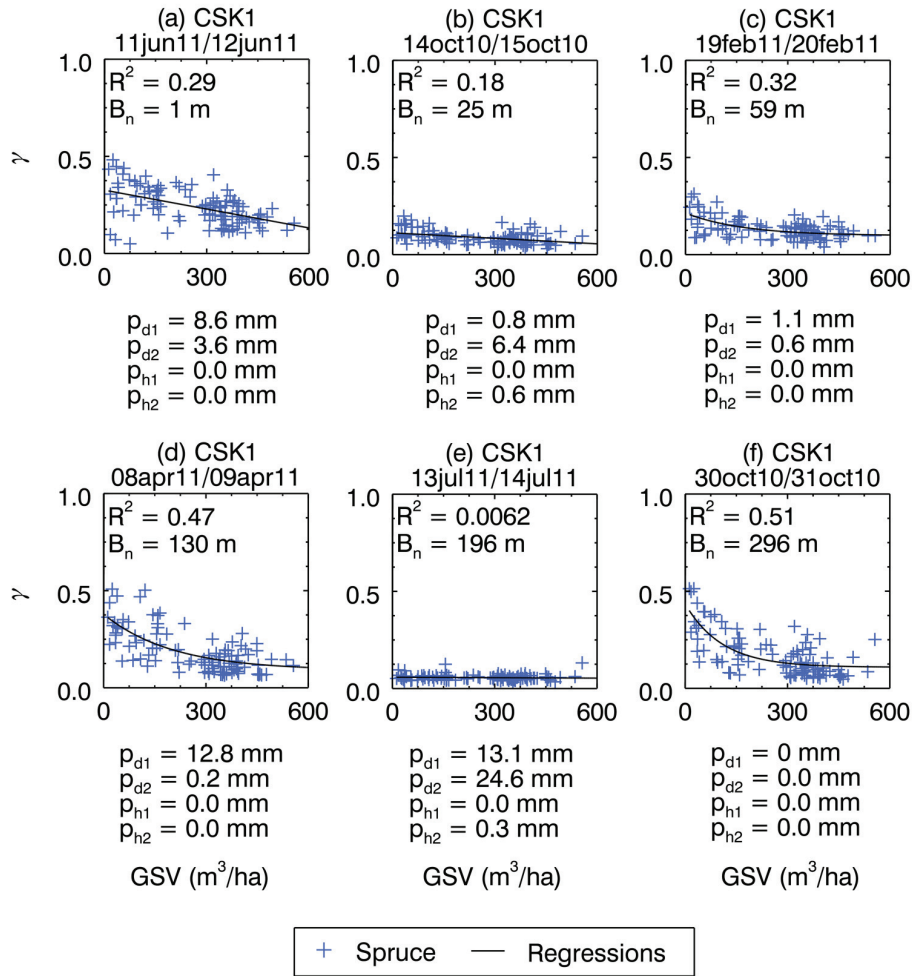 (a) CSK1
11jun11/12jun11
(b) CSK1
14oct10/15oct10
(c) CSK1
19feb11/20feb11
1.0
R² = 0.29
Bₙ = 1 m
γ
0.5
0.0
0 300 600
1.0
R² = 0.18
Bₙ = 25 m
0.5
0.0
0 300 600
1.0
R² = 0.32
Bₙ = 59 m
0.5
0.0
0 300 600
p_d1 = 8.6 mm
p_d2 = 3.6 mm
p_h1 = 0.0 mm
p_h2 = 0.0 mm
p_d1 = 0.8 mm
p_d2 = 6.4 mm
p_h1 = 0.0 mm
p_h2 = 0.6 mm
p_d1 = 1.1 mm
p_d2 = 0.6 mm
p_h1 = 0.0 mm
p_h2 = 0.0 mm
(d) CSK1
08apr11/09apr11
(e) CSK1
13jul11/14jul11
(f) CSK1
30oct10/31oct10
1.0
R² = 0.47
Bₙ = 130 m
γ
0.5
0.0
0 300 600
1.0
R² = 0.0062
Bₙ = 196 m
0.5
0.0
0 300 600
1.0
R² = 0.51
Bₙ = 296 m
0.5
0.0
0 300 600
p_d1 = 12.8 mm
p_d2 = 0.2 mm
p_h1 = 0.0 mm
p_h2 = 0.0 mm
p_d1 = 13.1 mm
p_d2 = 24.6 mm
p_h1 = 0.0 mm
p_h2 = 0.3 mm
p_d1 = 0 mm
p_d2 = 0.0 mm
p_h1 = 0.0 mm
p_h2 = 0.0 mm
GSV (m³/ha)
GSV (m³/ha)
GSV (m³/ha)
+ Spruce — Regressions